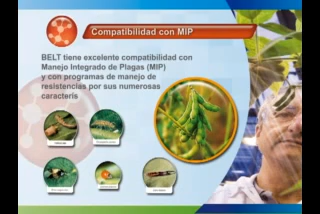 Compatibilidad con MIP
BELT tiene excelente compatibilidad con
Manejo Integrado de Plagas (MIP)
y con programas de manejo de
resistencias por sus numerosas
caracterís